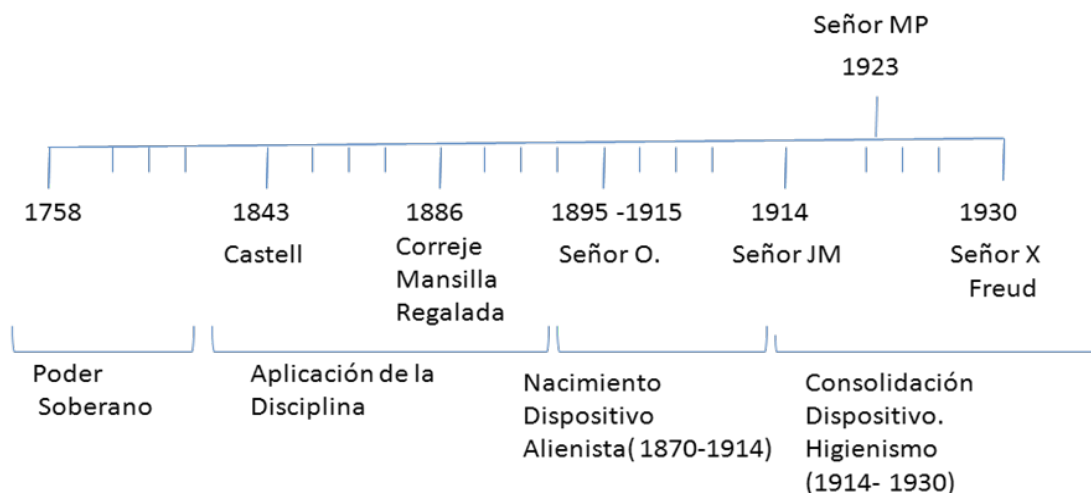 Señor MP
1923
1758
1843
1886
1895 -1915
1914
1930
Castell
Correje
Mansilla
Regalada
Señor O.
Señor JM
Señor X
Freud
Poder
Soberano
Aplicación de la
Disciplina
Nacimiento
Dispositivo
Alienista( 1870-1914)
Consolidación
Dispositivo.
Higienismo
(1914- 1930)